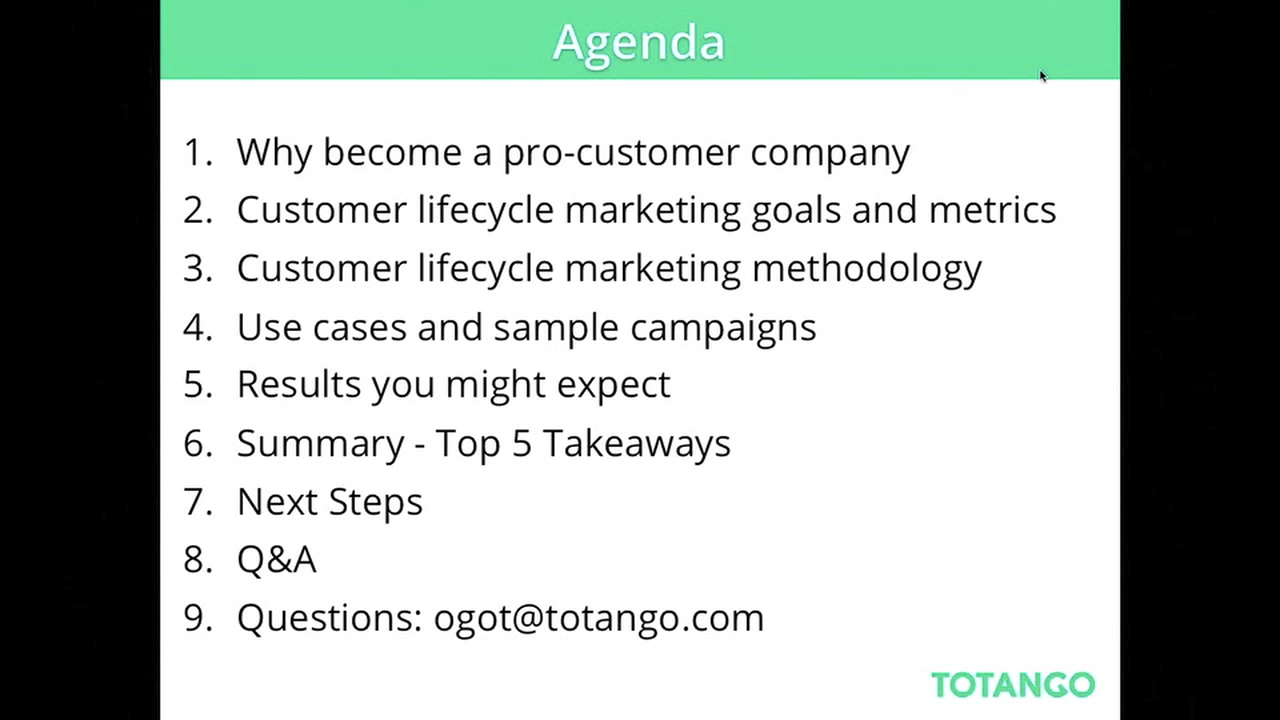 Agenda
1. Why become a pro-customer company
2. Customer lifecycle marketing goals and metrics
3. Customer lifecycle marketing methodology
4. Use cases and sample campaigns
5. Results you might expect
6. Summary - Top 5 Takeaways
7. Next Steps
8. Q&A
9. Questions: ogot@totango.com
TOTANGO